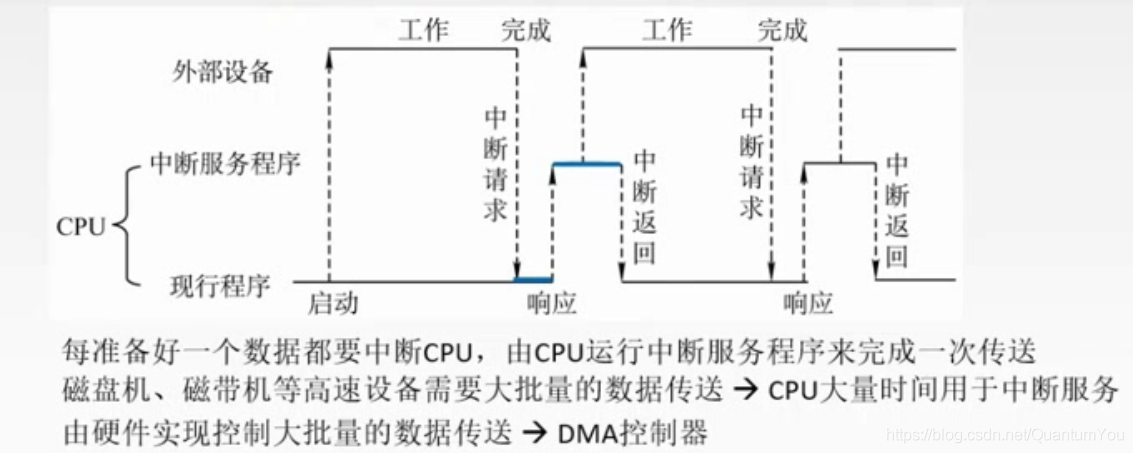 工作 完成 工作 完成
外部设备
中断请求
中断请求
中断服务程序
中断返回
中断返回
CPU
现行程序
启动 响应 响应
每准备好一个数据都要中断CPU，由CPU运行中断服务程序来完成一次传送
磁盘机、磁带机等高速设备需要大批量的数据传送 → CPU大量时间用于中断服务
由硬件实现控制大批量的数据传送 → DMA控制器
https://blog.csdn.net/QuantumYou